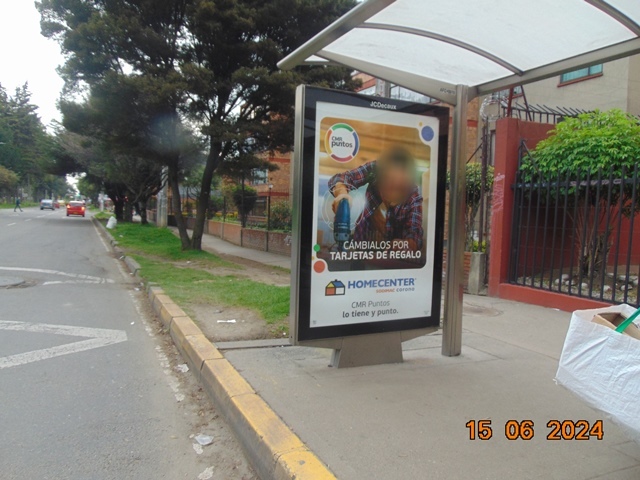 JCDecaux
CMR
puntos
CÁMBIALOS POR
TARJETAS DE REGALO
HOMECENTER
CMR Puntos
lo tiene y punto.
15 06 2024